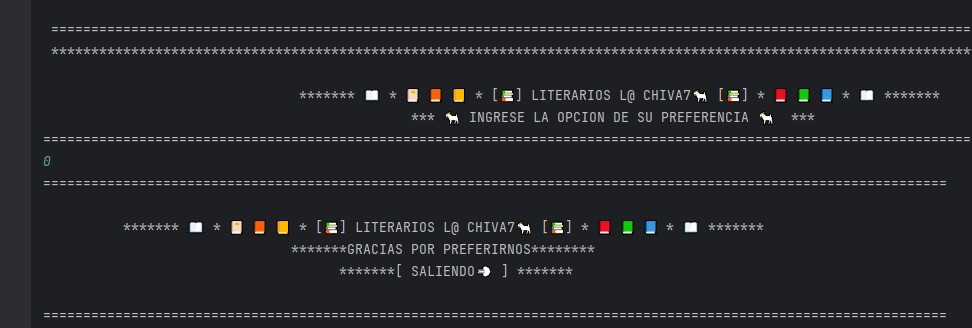 ===================================================================================================================
*******************************************************************************************************************
******* 📖 * 📔 📙 📒 * [📚] LITERARIOS L@ CHIVA7🐐 [📚] * 📕 📗 📘 * 📖 *******
*** 🐐 INGRESE LA OPCION DE SU PREFERENCIA 🐐 ***
===================================================================================================================
0
=================================================================================================================
******* 📖 * 📔 📙 📒 * [📚] LITERARIOS L@ CHIVA7🐐 [📚] * 📕 📗 📘 * 📖 *******
*******GRACIAS POR PREFERIRNOS********
*******[ SALIENDO💨 ] *******
=================================================================================================================